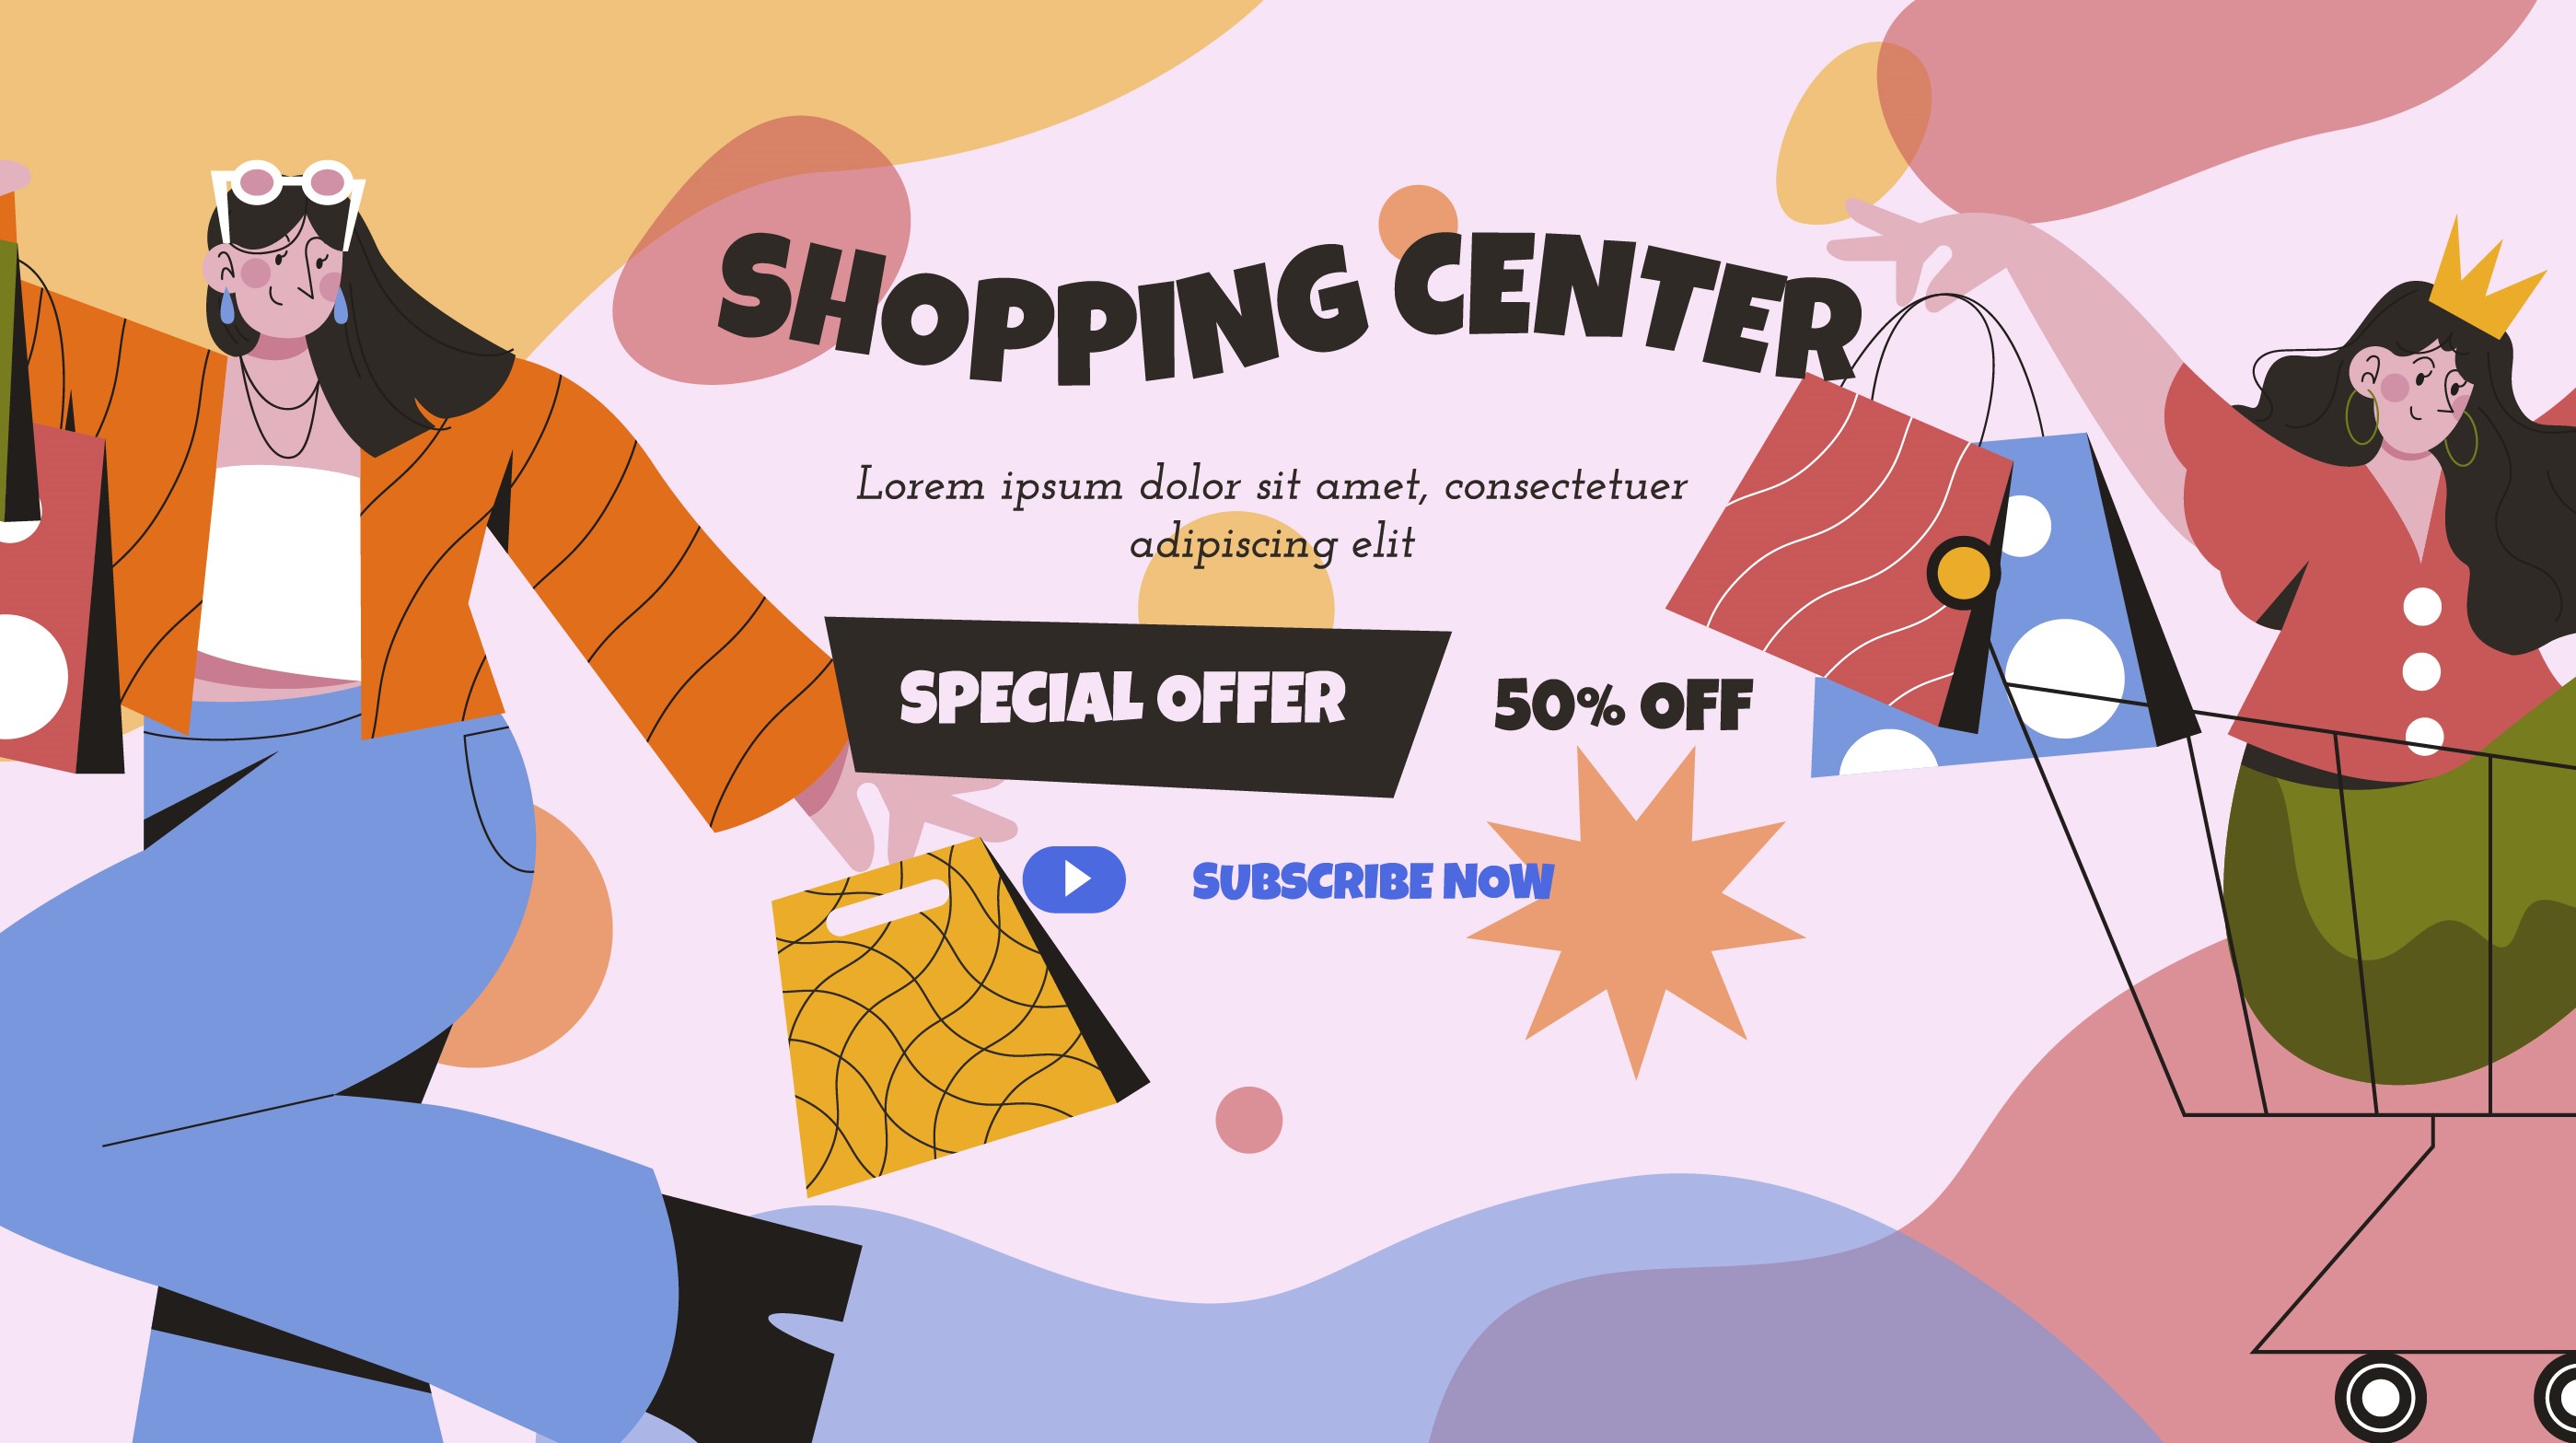 SHOPPING CENTER
Lorem ipsum dolor sit amet, consectetuer
adipiscing elit
SPECIAL OFFER
50% OFF
SUBSCRIBE NOW